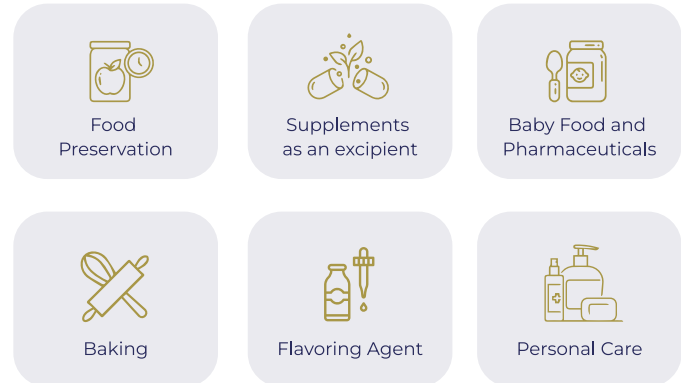 Food
Preservation
Supplements
as an excipient
Baby Food and
Pharmaceuticals
Baking
Flavoring Agent
Personal Care